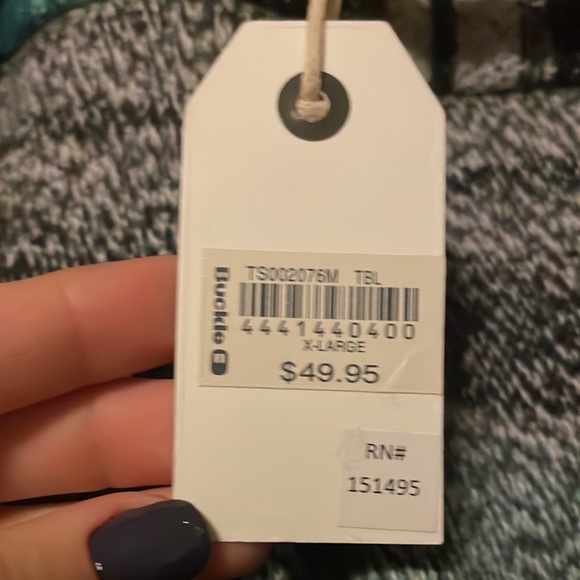 TS002076M TBL
Buckle B
4441440400
X-LARGE
$49.95
RN#
151495